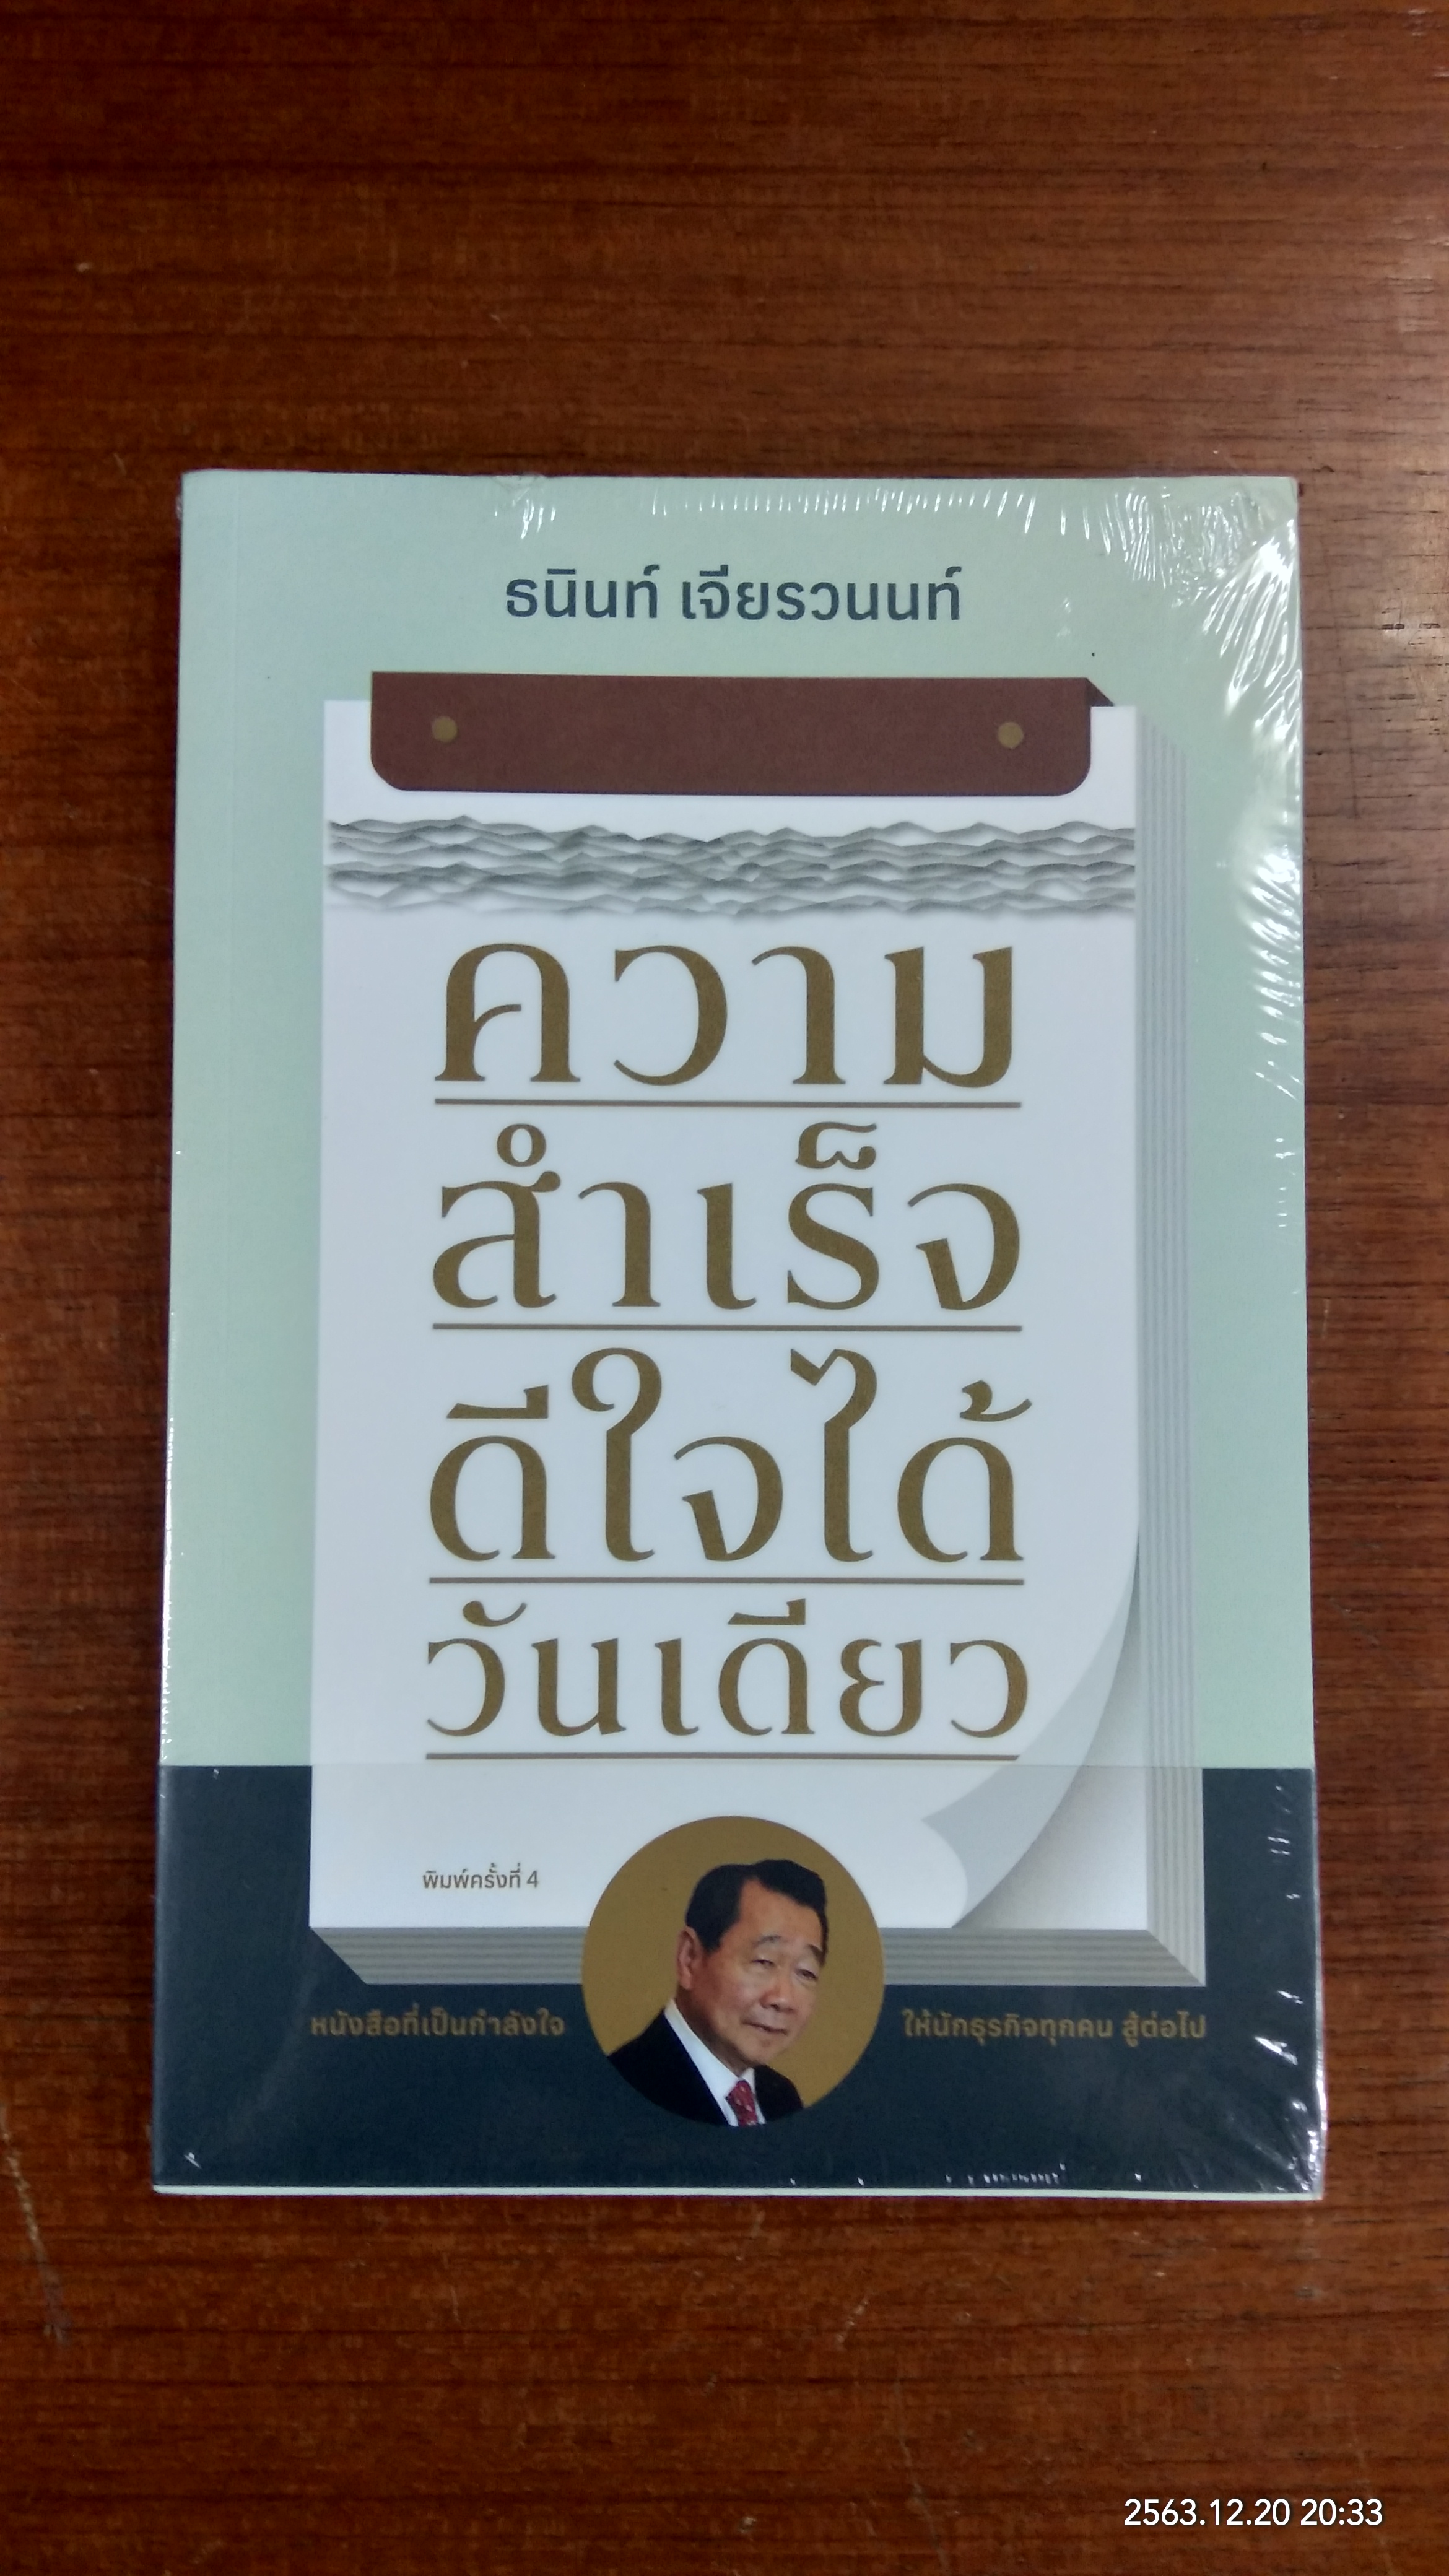 ธนินท์ เจียรวนนท์
ความ
สำเร็จ
ดีใจได้
วันเดียว
พิมพ์ครั้งที่ 4
หนังสือที่เป็นกำลังใจ ให้นักธุรกิจทุกคน สู้ต่อไป
2563.12.20 20:33